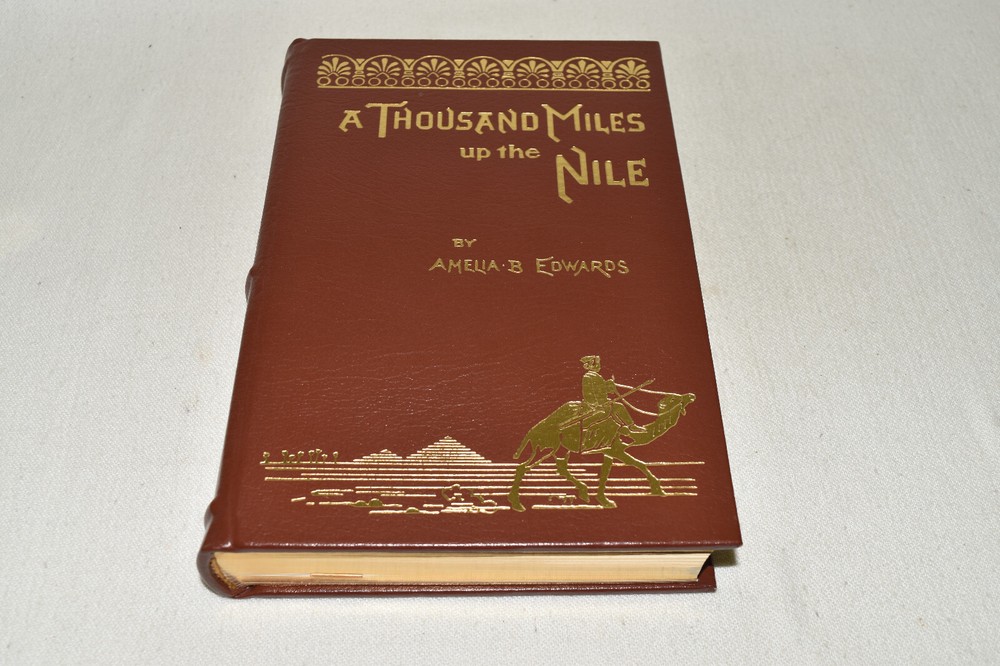 A THOUSAND MILES
up the
NILE
BY
AMELIA·B EDWARDS